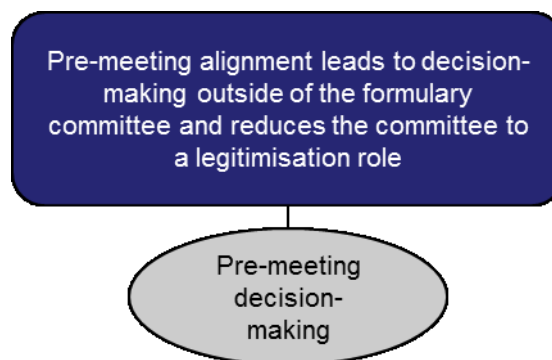 Pre-meeting alignment leads to decision-
making outside of the formulary
committee and reduces the committee to
a legitimisation role
Pre-meeting
decision-
making